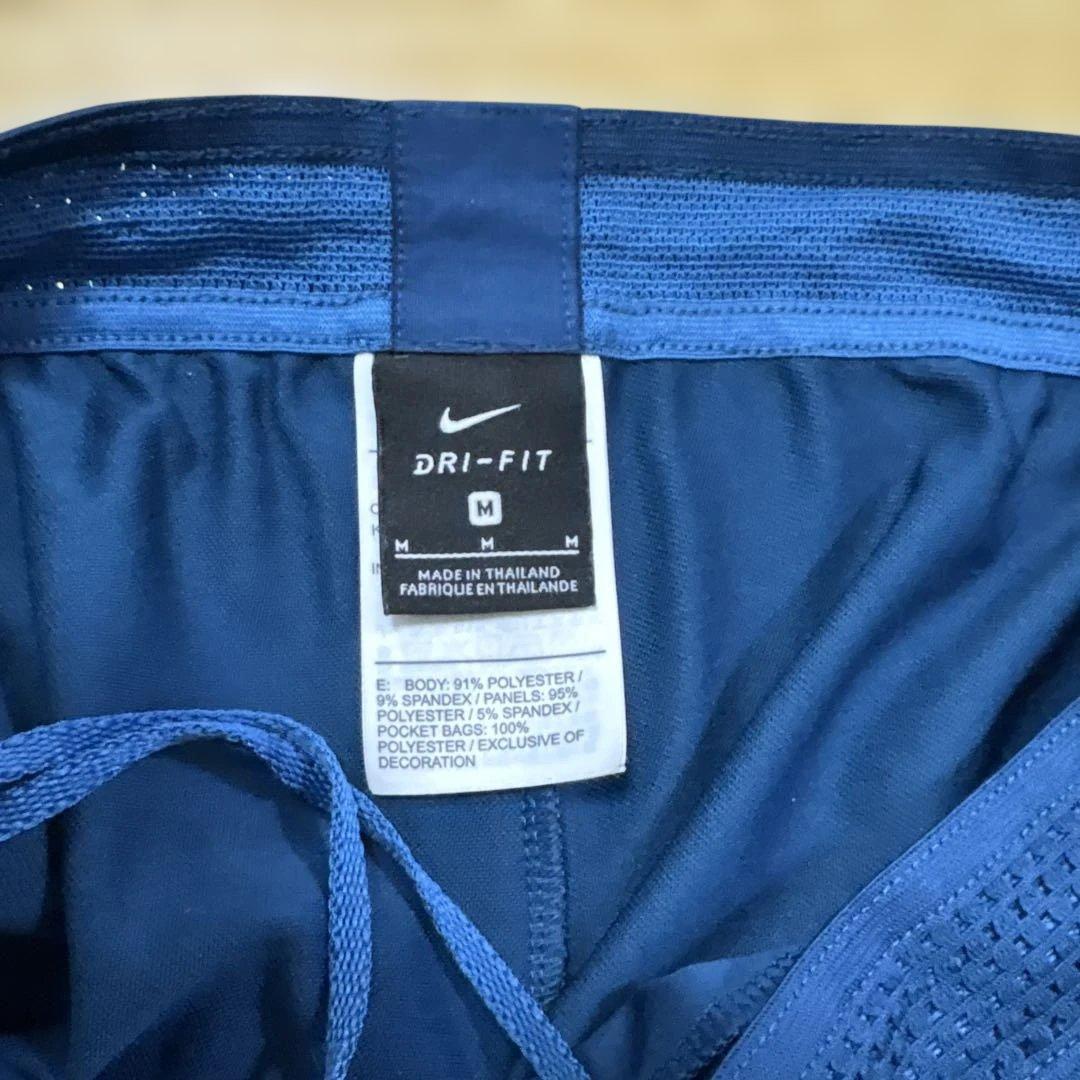 DRI-FIT
M
M M M
MADE IN THAILAND
FABRIQUE EN THAILANDE
E: BODY: 91% POLYESTER /
9% SPANDEX / PANELS: 95%
POLYESTER / 5% SPANDEX /
POCKET BAGS: 100%
POLYESTER / EXCLUSIVE OF
DECORATION